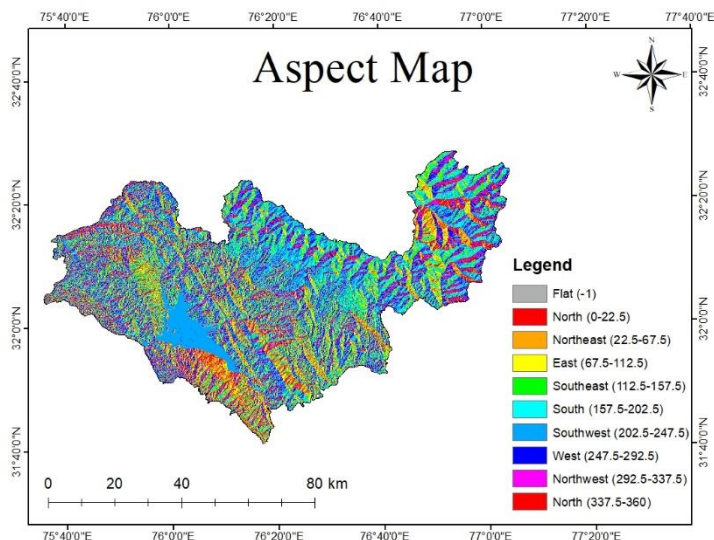 75°40'0"E 76°0'0"E 76°20'0"E 76°40'0"E 77°0'0"E 77°20'0"E 77°40'0"E
Aspect Map
N
W E
S
32°40'0"N 32°40'0"N
32°20'0"N 32°20'0"N
32°0'0"N 32°0'0"N
31°40'0"N 31°40'0"N
Legend
Flat (-1)
North (0-22.5)
Northeast (22.5-67.5)
East (67.5-112.5)
Southeast (112.5-157.5)
South (157.5-202.5)
Southwest (202.5-247.5)
West (247.5-292.5)
Northwest (292.5-337.5)
North (337.5-360)
0 20 40 80 km
75°40'0"E 76°0'0"E 76°20'0"E 76°40'0"E 77°0'0"E 77°20'0"E